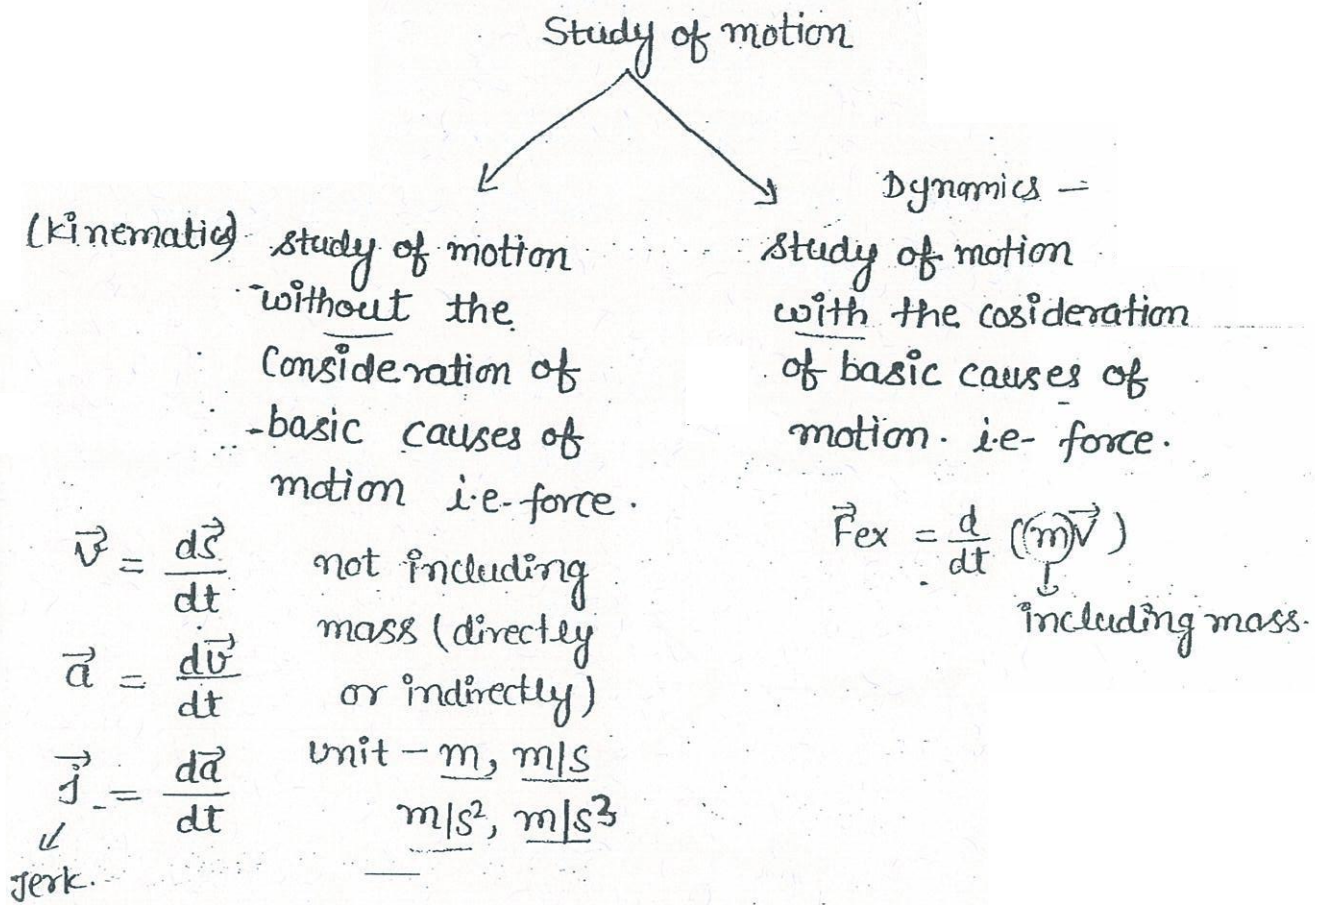 Study of motion
(kinematics)
study of motion
without the
Consideration of
basic causes of
motion i.e-force.
v⃗ = ds⃗/dt
a⃗ = dv⃗/dt
j⃗ = da⃗/dt
Jerk.
not including
mass (directly
or indirectly)
unit - m, m/s
m/s², m/s³
Dynamics -
study of motion
with the cosideration
of basic causes of
motion. i.e- force.
F⃗ex = d/dt (mv⃗)
including mass.